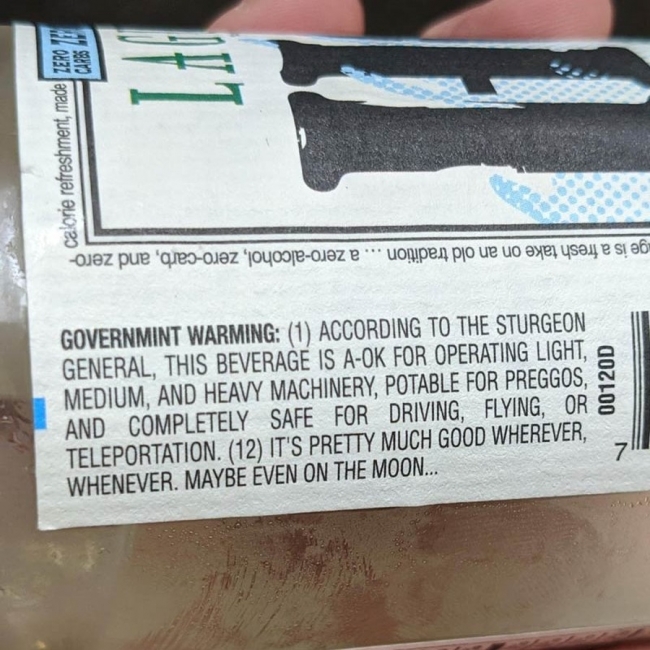 ZERO ZE
ZERO CARBS
calorie refreshment, made
LAG
ge is a fresh take on an old tradition ... a zero-alcohol, zero-carb, and zero-
GOVERNMINT WARMING: (1) ACCORDING TO THE STURGEON
GENERAL, THIS BEVERAGE IS A-OK FOR OPERATING LIGHT,
MEDIUM, AND HEAVY MACHINERY, POTABLE FOR PREGGOS,
AND COMPLETELY SAFE FOR DRIVING, FLYING, OR
TELEPORTATION. (12) IT'S PRETTY MUCH GOOD WHEREVER,
WHENEVER. MAYBE EVEN ON THE MOON...
00120D
7